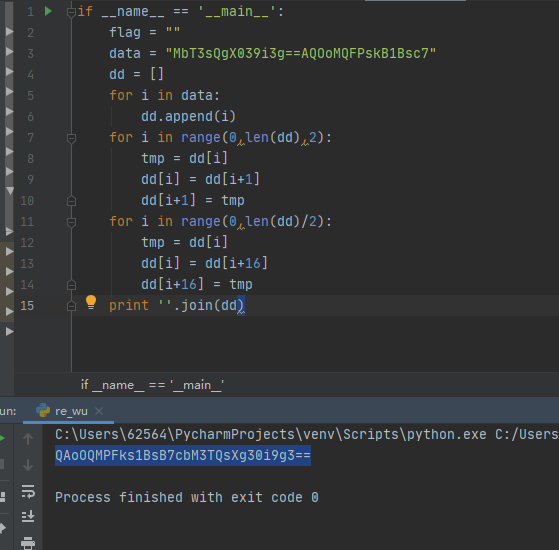 1 if __name__ == '__main__':
2 flag = ""
3 data = "MbT3sQgX039i3g==AQOoMQFPskB1Bsc7"
4 dd = []
5 for i in data:
6 dd.append(i)
7 for i in range(0,len(dd),2):
8 tmp = dd[i]
9 dd[i] = dd[i+1]
10 dd[i+1] = tmp
11 for i in range(0,len(dd)/2):
12 tmp = dd[i]
13 dd[i] = dd[i+16]
14 dd[i+16] = tmp
15 print ''.join(dd)
if __name__ == '__main__'
un: re_wu ×
C:\Users\62564\PycharmProjects\venv\Scripts\python.exe C:/Users
QAoOQMPFks1BsB7cbM3TQsXg30i9g3==
Process finished with exit code 0